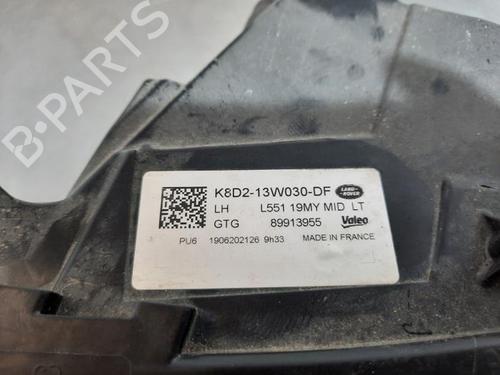 K8D2-13W030-DF LAND-ROVER
LH L551 19MY MID LT
GTG 89913955 Valeo
PU6 1906202126 9h33 MADE IN FRANCE
B-PARTS